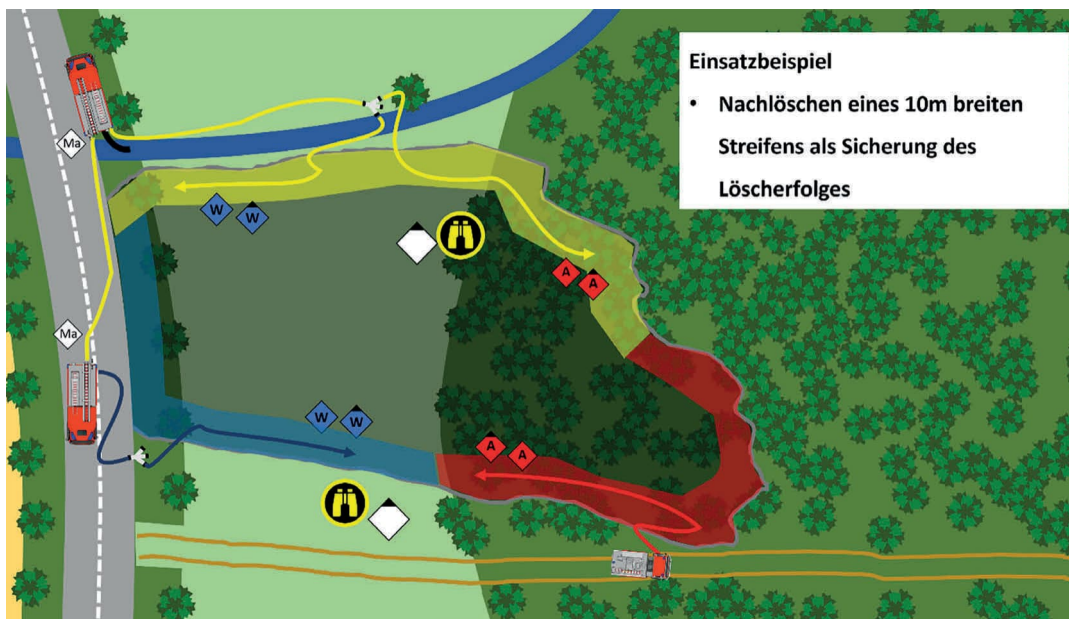 Einsatzbeispiel
• Nachlöschen eines 10m breiten
Streifens als Sicherung des
Löscherfolges
Ma
W
W
A
A
Ma
W
W
A
A